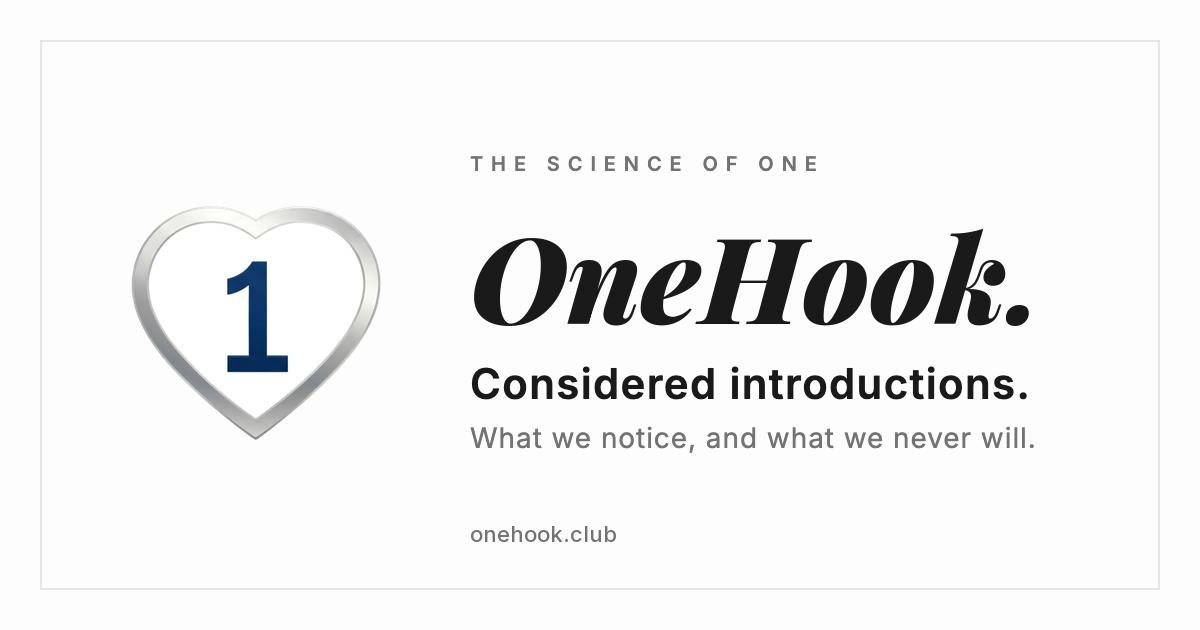 THE SCIENCE OF ONE
1
OneHook.
Considered introductions.
What we notice, and what we never will.
onehook.club